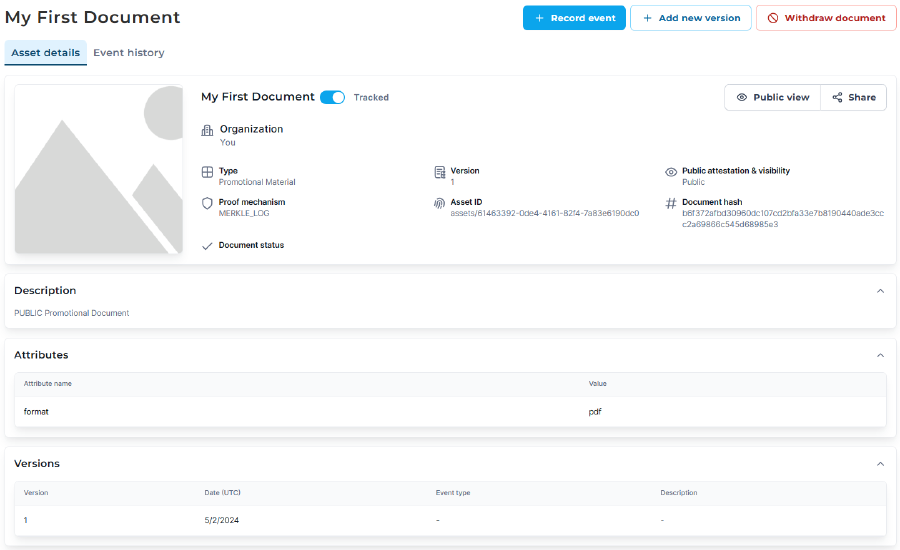 My First Document
Record event
Add new version
Withdraw document
Asset details
Event history
My First Document
Tracked
Public view
Share
Organization
You
Type
Promotional Material
Version
1
Public attestation & visibility
Public
Proof mechanism
MERKLE_LOG
Asset ID
assets/61463392-0de4-4161-82f4-7a83e6190dc0
Document hash
b6f372afbd30960dc107cd2bfa33e7b8190440ade3cc
c2a69866c545d68985e3
Document status
Description
PUBLIC Promotional Document
Attributes
Attribute name
Value
format
pdf
Versions
Version
Date (UTC)
Event type
Description
1
5/2/2024
-
-